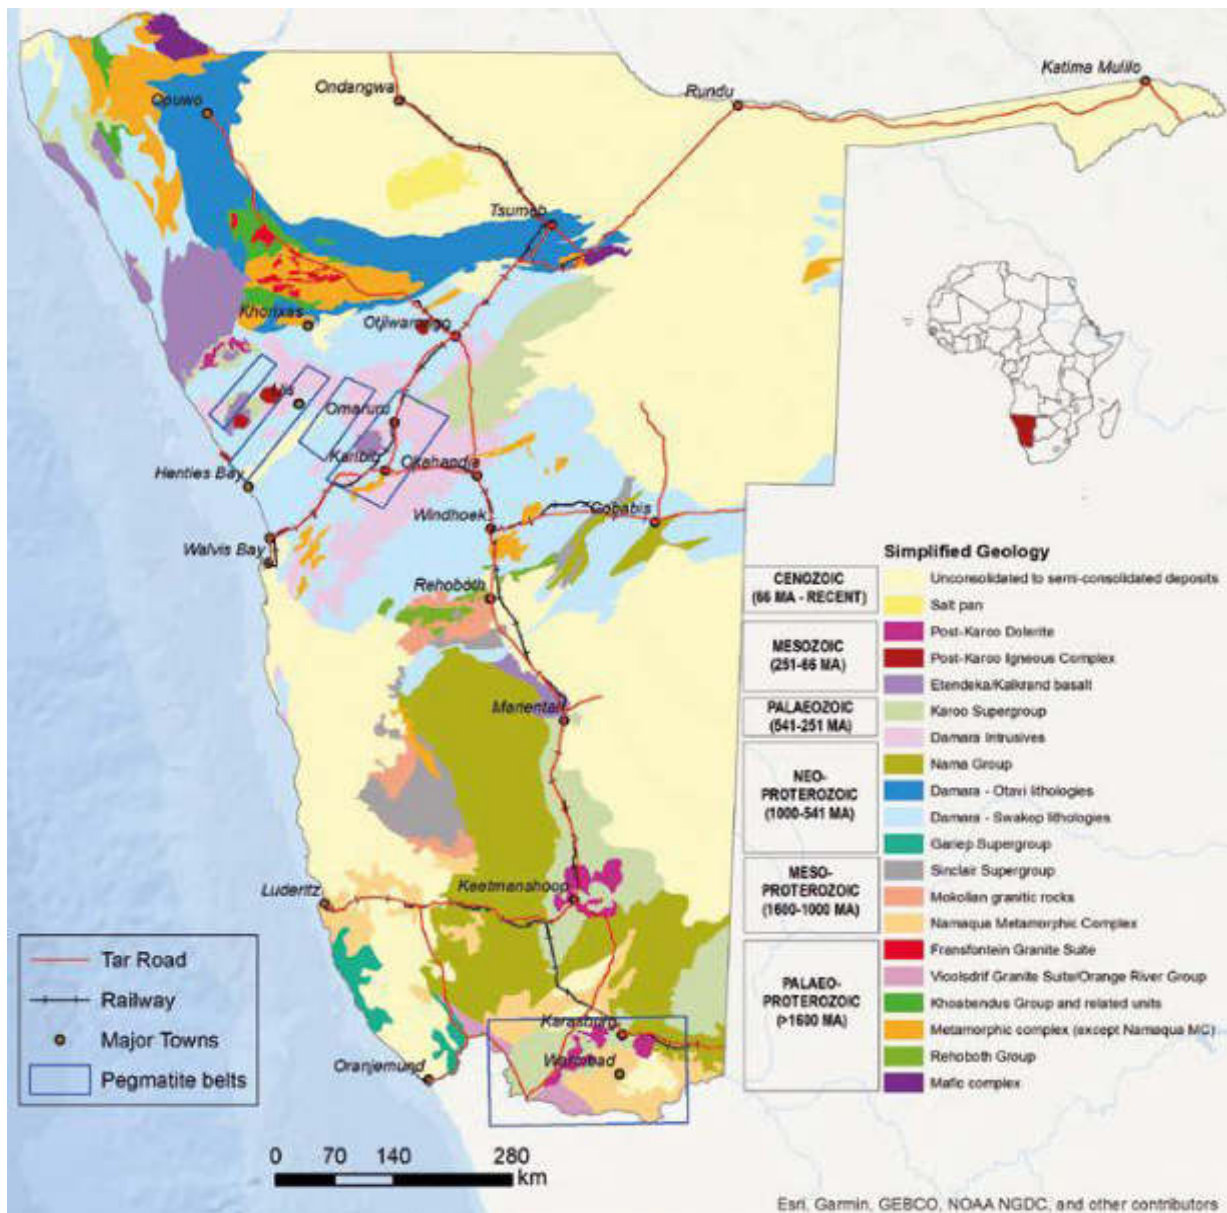 Katima Mulilo
Ondangwa
Rundu
Opuwo
Tsumeb
Khorixas
Otjiwarongo
Uis
Omaruru
Karibib
Okahandja
Henties Bay
Windhoek
Gobabis
Walvis Bay
Rehoboth
Mariental
Luderitz
Keetmanshoop
Karasburg
Warmbad
Oranjemund
Tar Road
Railway
Major Towns
Pegmatite belts
0 70 140 280
km
Simplified Geology
CENOZOIC
(66 MA - RECENT)
MESOZOIC
(251-66 MA)
PALAEOZOIC
(541-251 MA)
NEO-
PROTEROZOIC
(1000-541 MA)
MESO-
PROTEROZOIC
(1600-1000 MA)
PALAEO-
PROTEROZOIC
(>1600 MA)
Unconsolidated to semi-consolidated deposits
Salt pan
Post-Karoo Dolerite
Post-Karoo Igneous Complex
Etendeka/Kalkrand basalt
Karoo Supergroup
Damara Intrusives
Nama Group
Damara - Otavi lithologies
Damara - Swakop lithologies
Gariep Supergroup
Sinclair Supergroup
Mokolian granitic rocks
Namaqua Metamorphic Complex
Fransfontein Granite Suite
Vioolsdrif Granite Suite/Orange River Group
Khoabendus Group and related units
Metamorphic complex (except Namaqua MC)
Rehoboth Group
Mafic complex
Esri, Garmin, GEBCO, NOAA NGDC, and other contributors